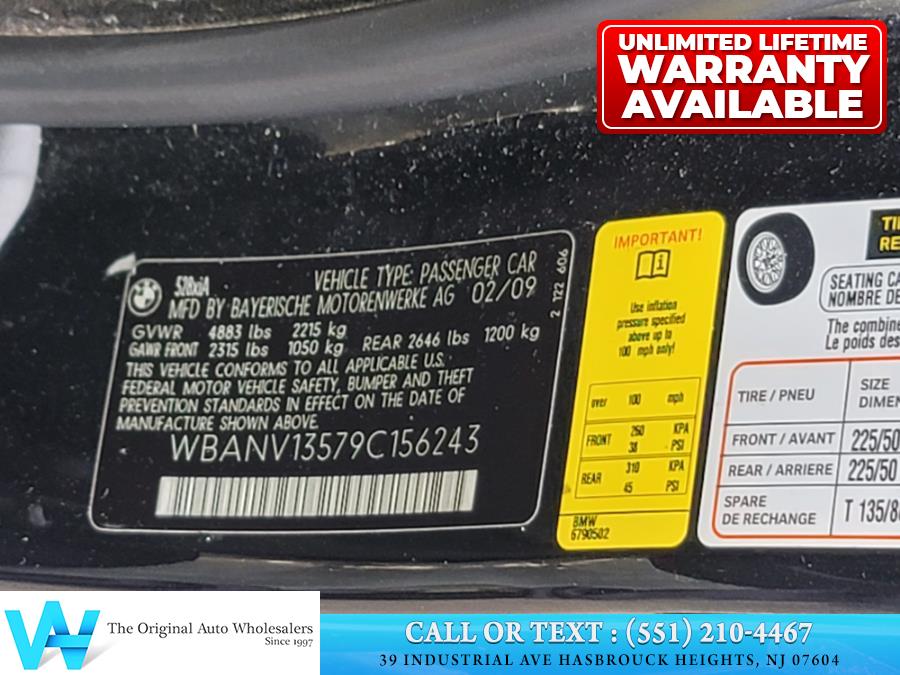 UNLIMITED LIFETIME
WARRANTY
AVAILABLE
528xiA
VEHICLE TYPE: PASSENGER CAR
MFD BY BAYERISCHE MOTORENWERKE AG 02/09
GVWR 4883 lbs 2215 kg
GAWR FRONT 2315 lbs 1050 kg REAR 2646 lbs 1200 kg
THIS VEHICLE CONFORMS TO ALL APPLICABLE U.S.
FEDERAL MOTOR VEHICLE SAFETY, BUMPER AND THEFT
PREVENTION STANDARDS IN EFFECT ON THE DATE OF
MANUFACTURE SHOWN ABOVE.
WBANV13579C156243
2 122 606
IMPORTANT!
Use inflation
pressure specified
above up to
100 mph only!
over 100 mph
FRONT 260 KPA
38 PSI
REAR 310 KPA
45 PSI
BMW
6790502
TI
RE
SEATING CA
NOMBRE DE
The combine
Le poids des
TIRE / PNEU
SIZE
DIMEN
FRONT / AVANT 225/50
REAR / ARRIERE 225/50
SPARE
DE RECHANGE T 135/8
The Original Auto Wholesalers
Since 1997
CALL OR TEXT : (551) 210-4467
39 INDUSTRIAL AVE HASBROUCK HEIGHTS, NJ 07604